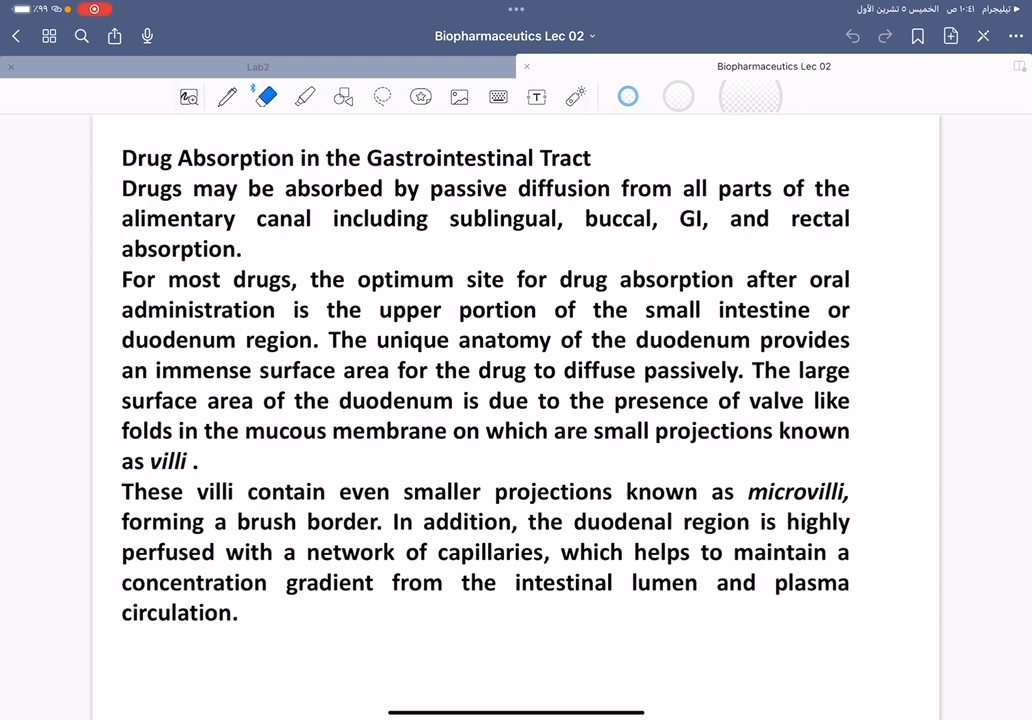 ٪٩٩ ١٠:٤١ ص الخميس ٥ تشرين الأول تيليجرام ◀
Biopharmaceutics Lec 02
Lab2 Biopharmaceutics Lec 02
T
Drug Absorption in the Gastrointestinal Tract
Drugs may be absorbed by passive diffusion from all parts of the
alimentary canal including sublingual, buccal, GI, and rectal
absorption.
For most drugs, the optimum site for drug absorption after oral
administration is the upper portion of the small intestine or
duodenum region. The unique anatomy of the duodenum provides
an immense surface area for the drug to diffuse passively. The large
surface area of the duodenum is due to the presence of valve like
folds in the mucous membrane on which are small projections known
as villi .
These villi contain even smaller projections known as microvilli,
forming a brush border. In addition, the duodenal region is highly
perfused with a network of capillaries, which helps to maintain a
concentration gradient from the intestinal lumen and plasma
circulation.